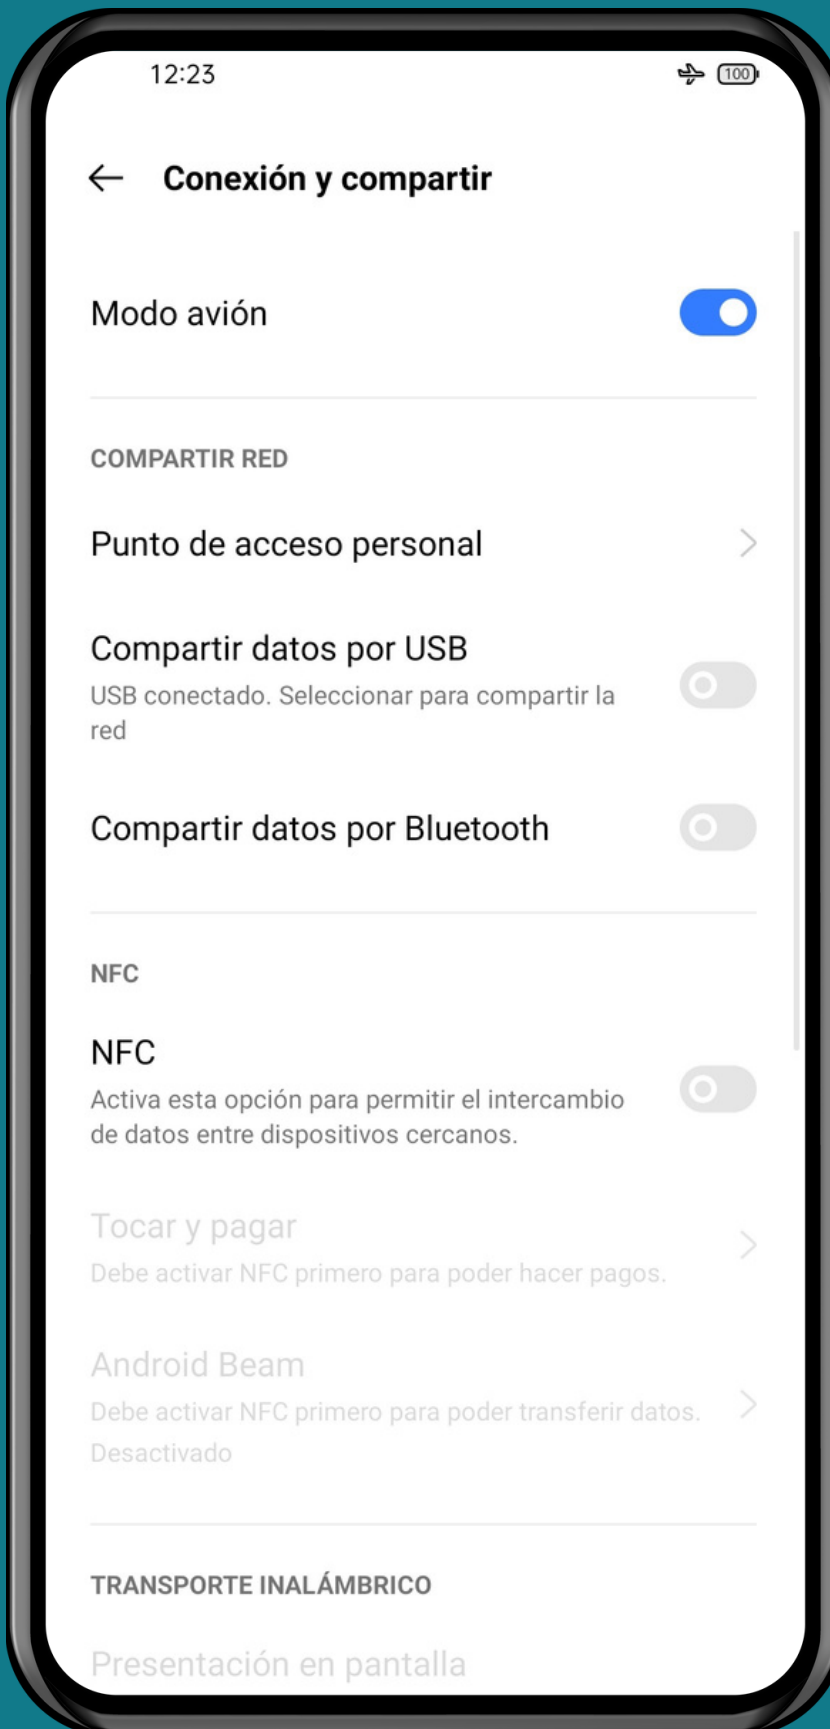 12:23
100
Conexión y compartir
Modo avión
COMPARTIR RED
Punto de acceso personal
Compartir datos por USB
USB conectado. Seleccionar para compartir la
red
Compartir datos por Bluetooth
NFC
NFC
Activa esta opción para permitir el intercambio
de datos entre dispositivos cercanos.
Tocar y pagar
Debe activar NFC primero para poder hacer pagos.
Android Beam
Debe activar NFC primero para poder transferir datos.
Desactivado
TRANSPORTE INALÁMBRICO
Presentación en pantalla